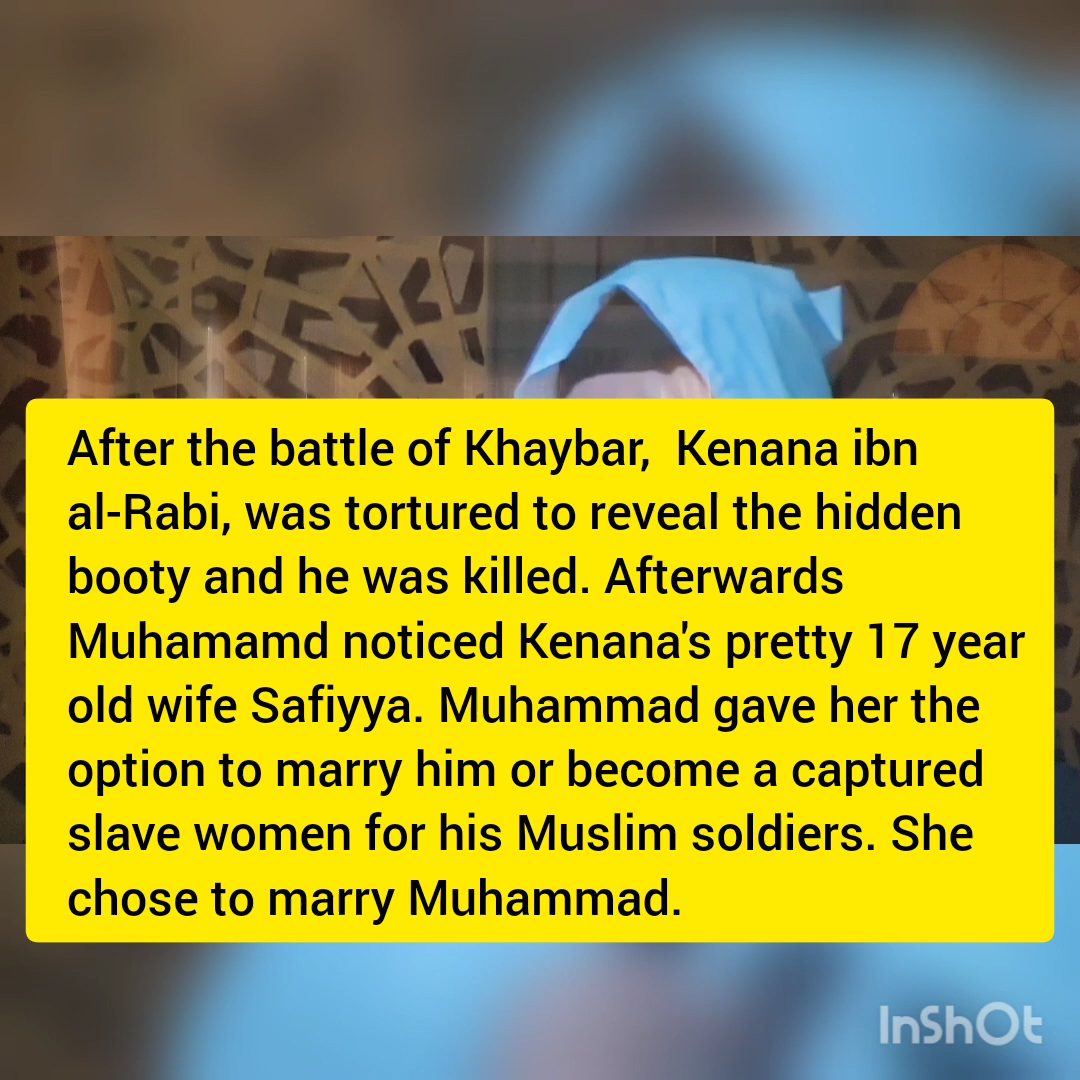 After the battle of Khaybar,  Kenana ibn
al-Rabi, was tortured to reveal the hidden
booty and he was killed. Afterwards
Muhamamd noticed Kenana's pretty 17 year
old wife Safiyya. Muhammad gave her the
option to marry him or become a captured
slave women for his Muslim soldiers. She
chose to marry Muhammad.
InShOt